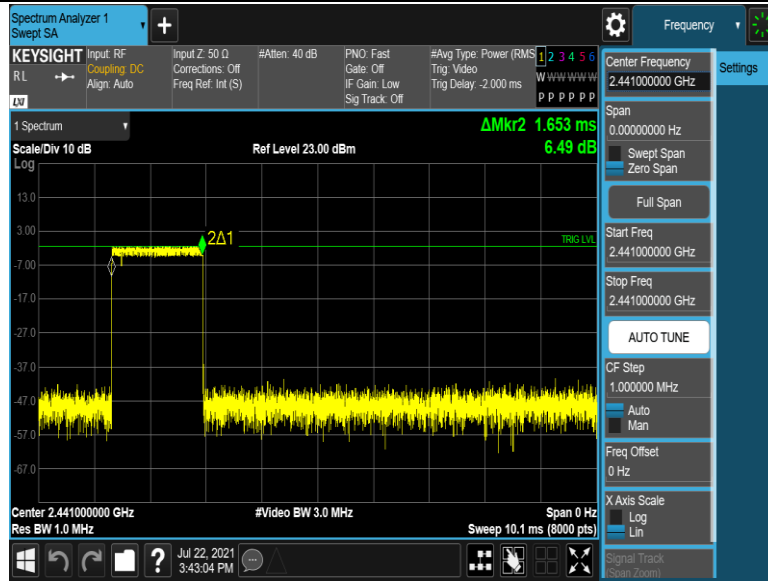 Spectrum Analyzer 1
Swept SA
+
Frequency
KEYSIGHT
RL
LXI
Input: RF
Coupling: DC
Align: Auto
Input Z: 50 Ω
Corrections: Off
Freq Ref: Int (S)
#Atten: 40 dB
PNO: Fast
Gate: Off
IF Gain: Low
Sig Track: Off
#Avg Type: Power (RMS
Trig: Video
Trig Delay: -2.000 ms
1 2 3 4 5 6
W W W W W W
P P P P P P
1 Spectrum
Scale/Div 10 dB
Log
Ref Level 23.00 dBm
ΔMkr2 1.653 ms
6.49 dB
13.0
3.00
-7.00
-17.0
-27.0
-37.0
-47.0
-57.0
-67.0
2Δ1
TRIG LVL
Center 2.441000000 GHz
Res BW 1.0 MHz
#Video BW 3.0 MHz
Span 0 Hz
Sweep 10.1 ms (8000 pts)
?
Jul 22, 2021
3:43:04 PM
Center Frequency
2.441000000 GHz
Settings
Span
0.00000000 Hz
Swept Span
Zero Span
Full Span
Start Freq
2.441000000 GHz
Stop Freq
2.441000000 GHz
AUTO TUNE
CF Step
1.000000 MHz
Auto
Man
Freq Offset
0 Hz
X Axis Scale
Log
Lin
Signal Track
(Span Zoom)